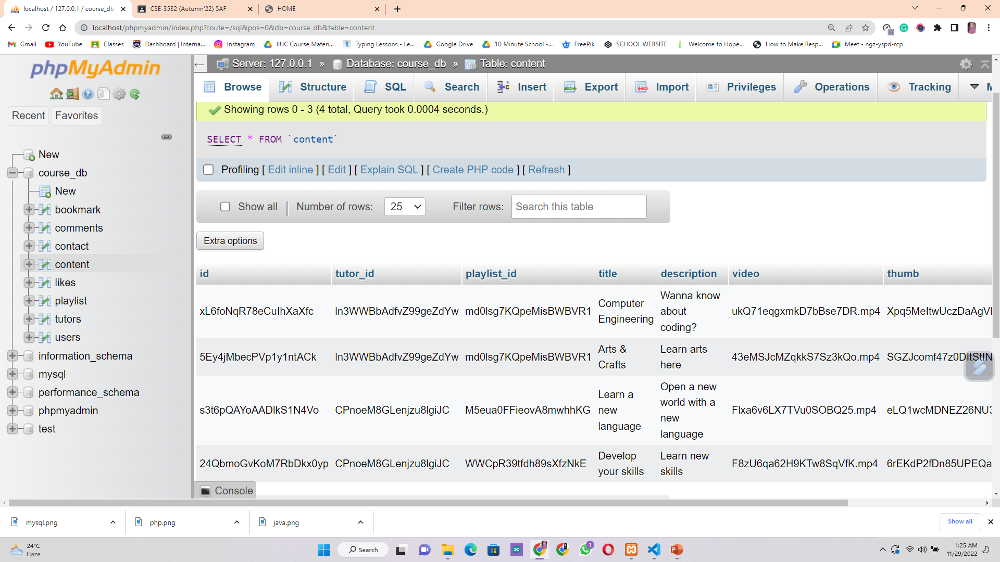 localhost / 127.0.0.1 / course_db
CSE-3532 (Autumn'22) 5AF
HOME
localhost/phpmyadmin/index.php?route=/sql&pos=0&db=course_db&table=content
Gmail
YouTube
Classes
Dashboard | Interna...
Instagram
IIUC Course Materi...
Typing Lessons - Le...
Google Drive
10 Minute School -...
FreePik
SCHOOL WEBSITE
Welcome to Hope...
How to Make Resp...
Meet - ngz-yspd-rcp
phpMyAdmin
Recent
Favorites
New
course_db
New
bookmark
comments
contact
content
likes
playlist
tutors
users
information_schema
mysql
performance_schema
phpmyadmin
test
Server: 127.0.0.1 » Database: course_db » Table: content
Browse
Structure
SQL
Search
Insert
Export
Import
Privileges
Operations
Tracking
Showing rows 0 - 3 (4 total, Query took 0.0004 seconds.)
SELECT * FROM `content`
Profiling [ Edit inline ] [ Edit ] [ Explain SQL ] [ Create PHP code ] [ Refresh ]
Show all | Number of rows: 25 Filter rows: Search this table
Extra options
id tutor_id playlist_id title description video thumb
xL6foNqR78eCuIhXaXfc ln3WWBbAdfvZ99geZdYw md0lsg7KQpeMisBWBVR1
Computer
Engineering
Wanna know
about
coding?
ukQ71eqgxmkD7bBse7DR.mp4 Xpq5MeItwUczDaAgVI
5Ey4jMbecPVp1y1ntACk ln3WWBbAdfvZ99geZdYw md0lsg7KQpeMisBWBVR1
Arts &
Crafts
Learn arts
here
43eMSJcMZqkkS7Sz3kQo.mp4 SGZJcomf47z0DItStIN
s3t6pQAYoAADlkS1N4Vo CPnoeM8GLenjzu8lgiJC M5eua0FFieovA8mwhhKG
Learn a
new
language
Open a new
world with a
new
language
Flxa6v6LX7TVu0SOBQ25.mp4 eLQ1wcMDNEZ26NU3
24QbmoGvKoM7RbDkx0yp CPnoeM8GLenjzu8lgiJC WWCpR39tfdh89sXfzNkE
Develop
your skills
Learn new
skills
F8zU6qa62H9KTw8SqVfK.mp4 6rEKdP2fDn85UPEQa
Console
mysql.png
php.png
java.png
Show all
24°C
Haze
Search
1
1:25 AM
11/29/2022